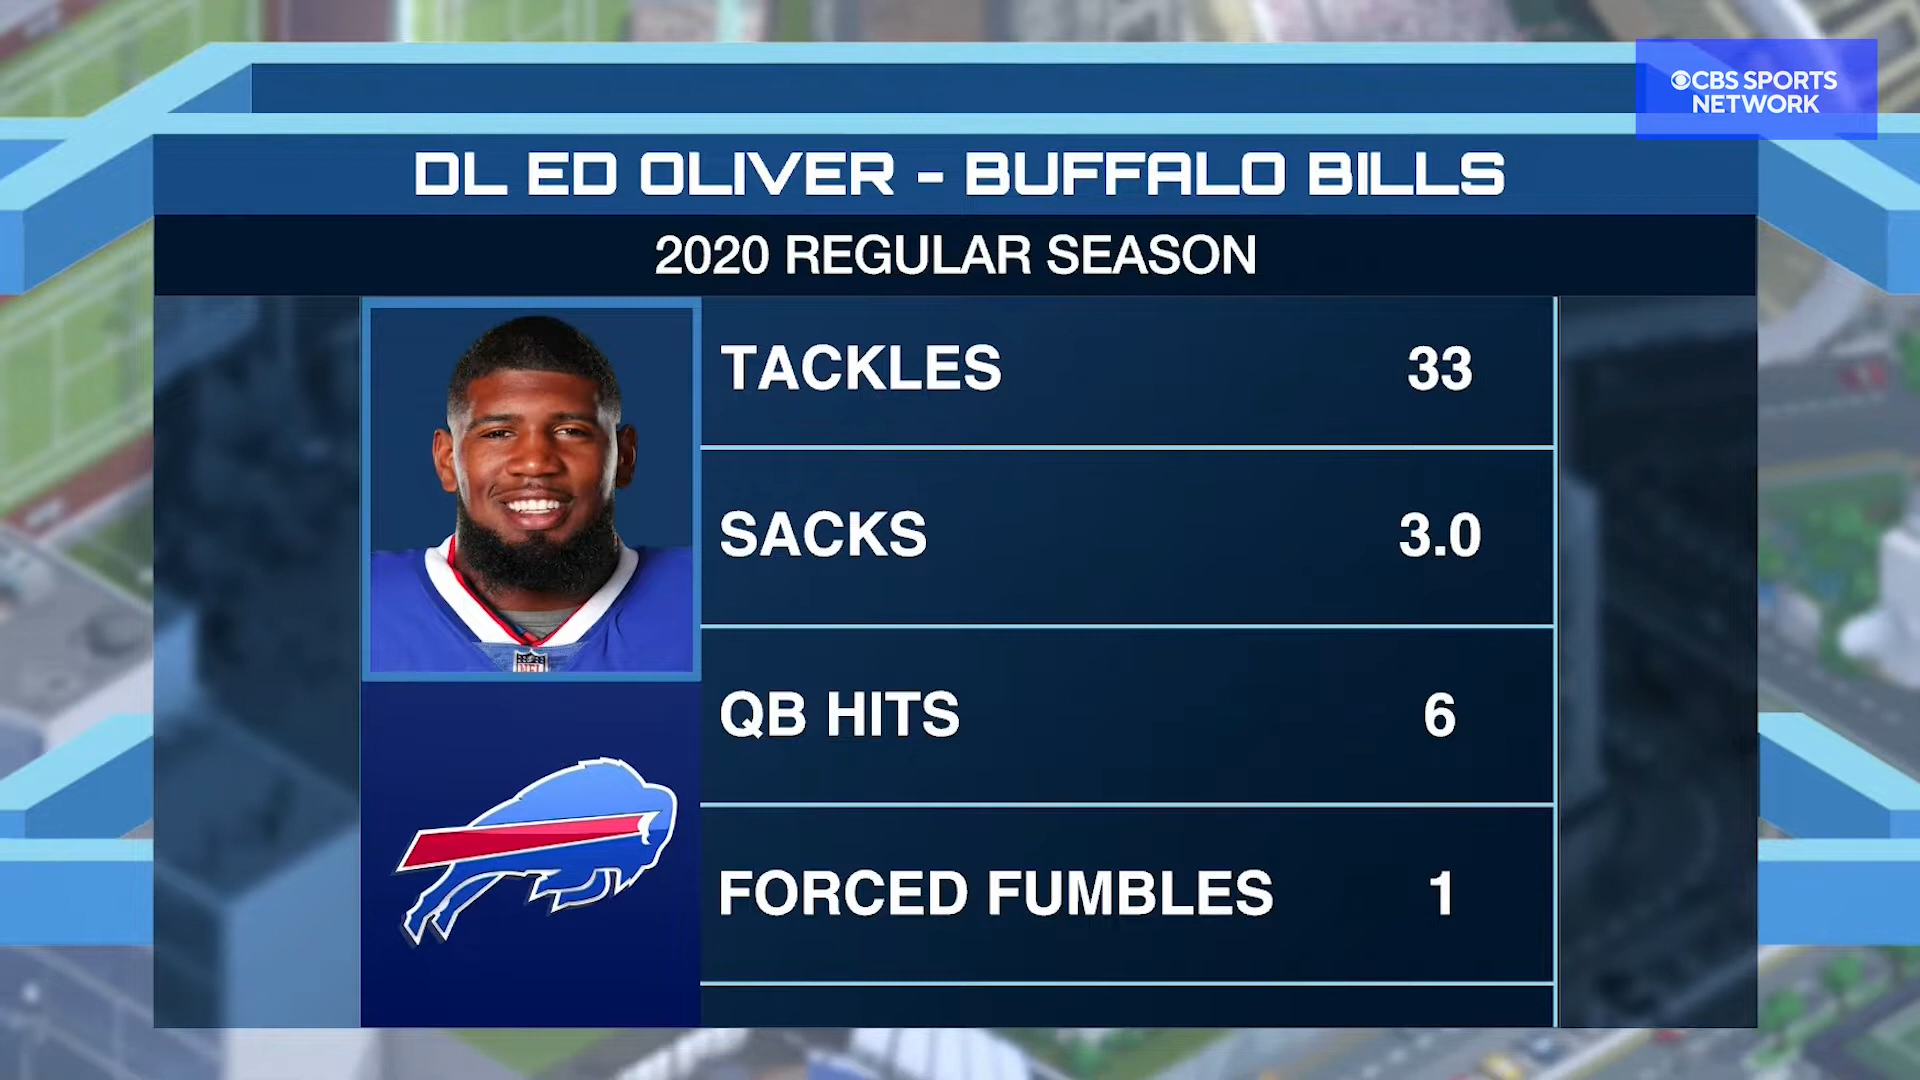 CBS SPORTS
NETWORK
DL ED OLIVER - BUFFALO BILLS
2020 REGULAR SEASON
TACKLES 33
SACKS 3.0
QB HITS 6
FORCED FUMBLES 1
NFL